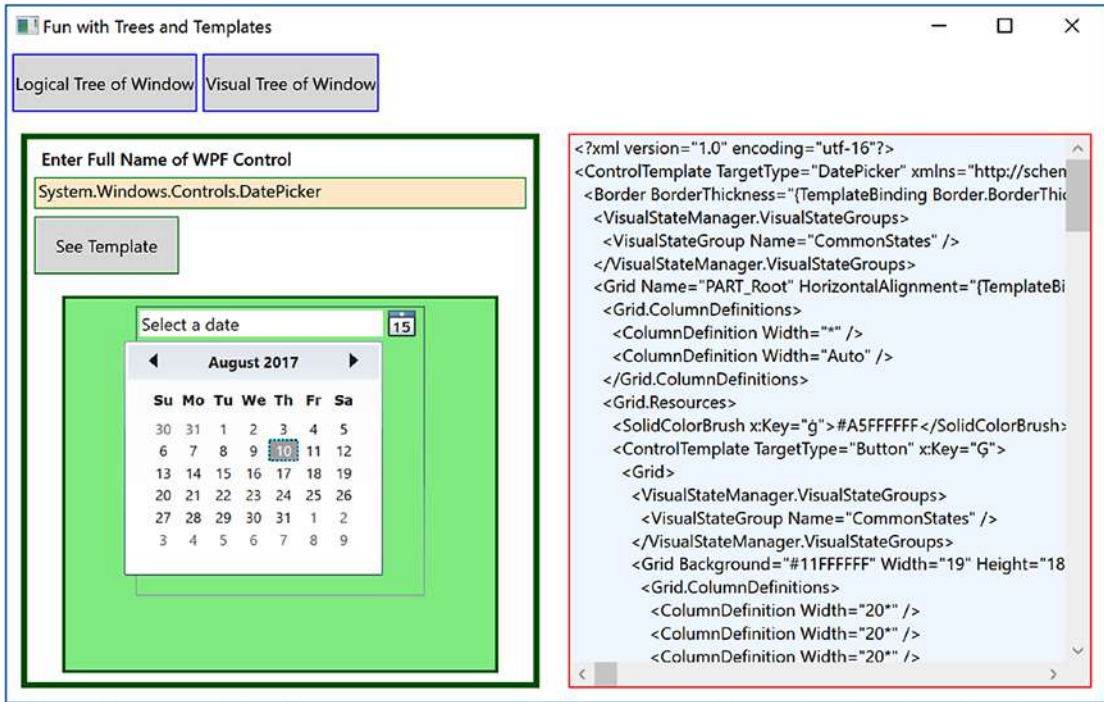 Fun with Trees and Templates
Logical Tree of Window Visual Tree of Window
Enter Full Name of WPF Control
System.Windows.Controls.DatePicker
See Template
Select a date 15
August 2017
Su Mo Tu We Th Fr Sa
30 31 1 2 3 4 5
6 7 8 9 10 11 12
13 14 15 16 17 18 19
20 21 22 23 24 25 26
27 28 29 30 31 1 2
3 4 5 6 7 8 9
<?xml version="1.0" encoding="utf-16"?>
<ControlTemplate TargetType="DatePicker" xmlns="http://schem
<Border BorderThickness="{TemplateBinding Border.BorderThic
<VisualStateManager.VisualStateGroups>
<VisualStateGroup Name="CommonStates" />
</VisualStateManager.VisualStateGroups>
<Grid Name="PART_Root" HorizontalAlignment="{TemplateBi
<Grid.ColumnDefinitions>
<ColumnDefinition Width="*" />
<ColumnDefinition Width="Auto" />
</Grid.ColumnDefinitions>
<Grid.Resources>
<SolidColorBrush x:Key="ġ">#A5FFFFFF</SolidColorBrush>
<ControlTemplate TargetType="Button" x:Key="Ģ">
<Grid>
<VisualStateManager.VisualStateGroups>
<VisualStateGroup Name="CommonStates" />
</VisualStateManager.VisualStateGroups>
<Grid Background="#11FFFFFF" Width="19" Height="18
<Grid.ColumnDefinitions>
<ColumnDefinition Width="20*" />
<ColumnDefinition Width="20*" />
<ColumnDefinition Width="20*" />